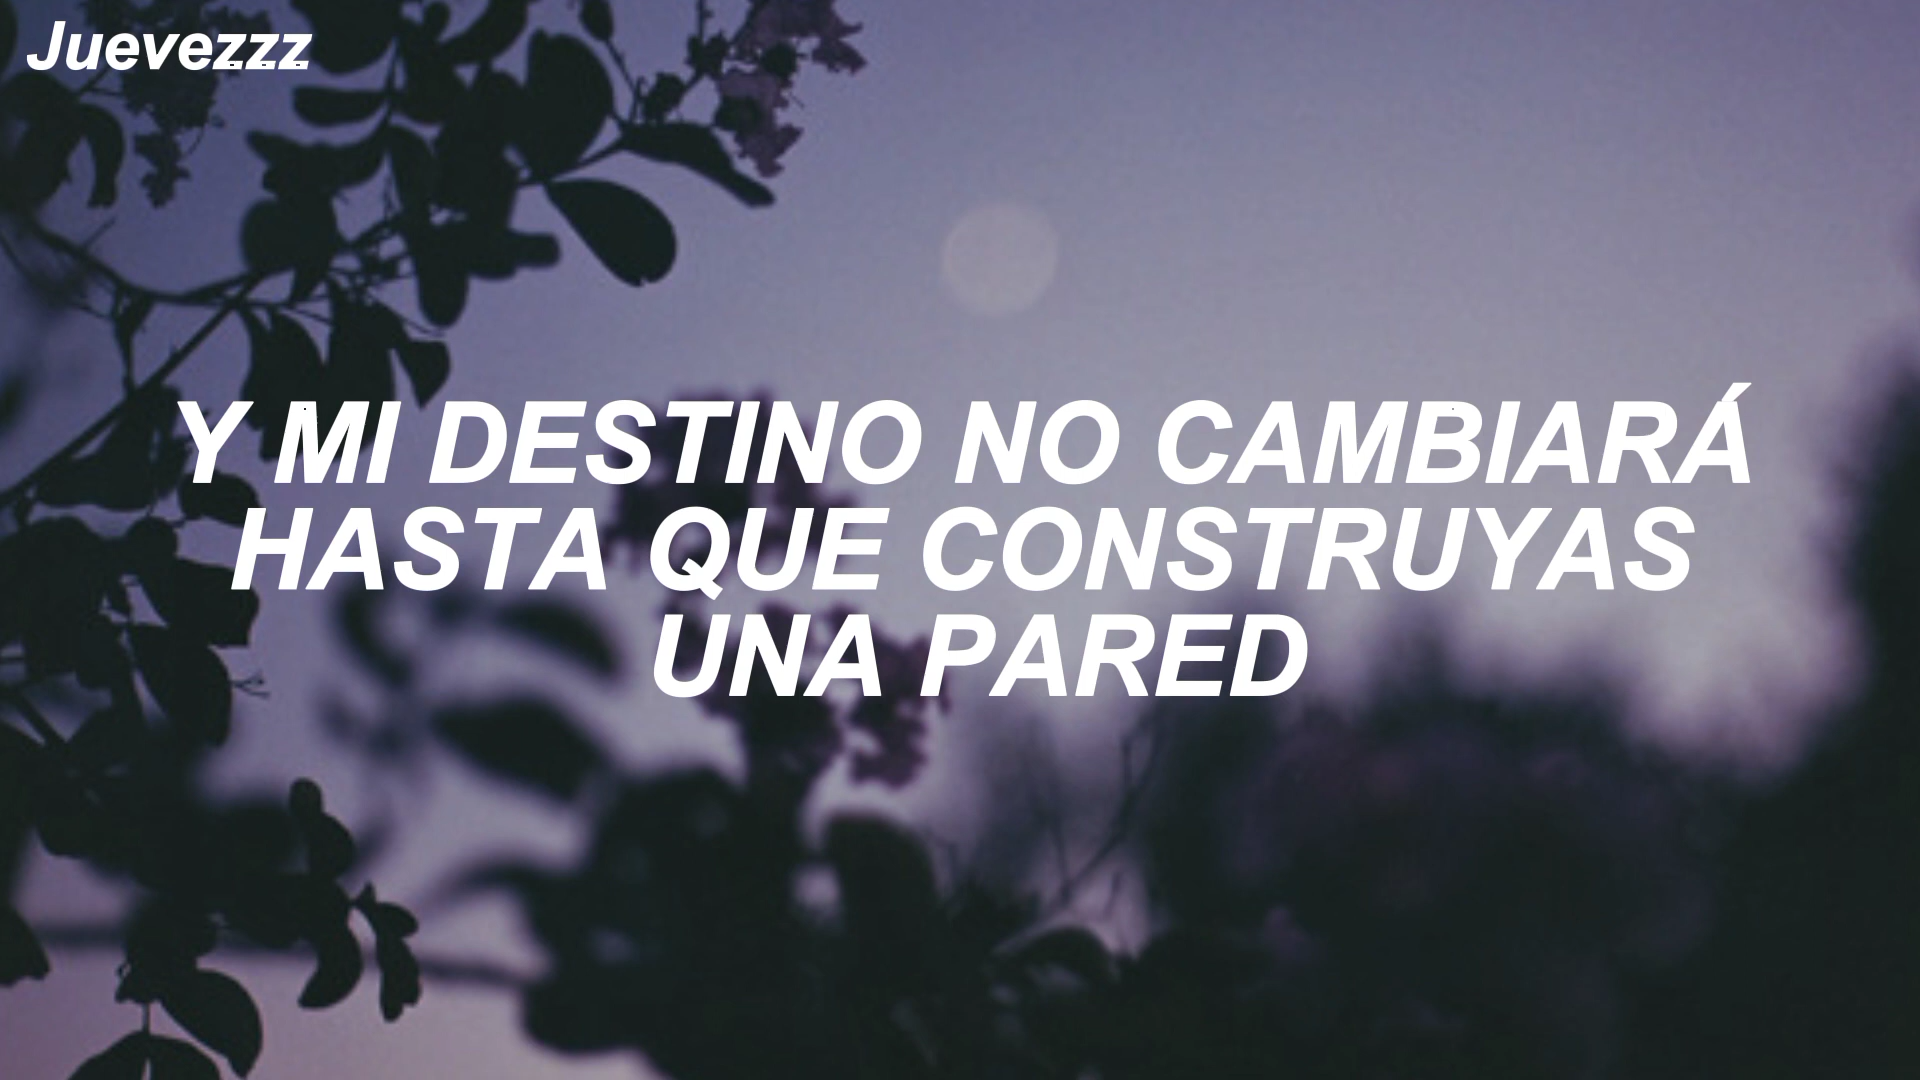 Juevezzz
Y MI DESTINO NO CAMBIARÁ
HASTA QUE CONSTRUYAS
UNA PARED